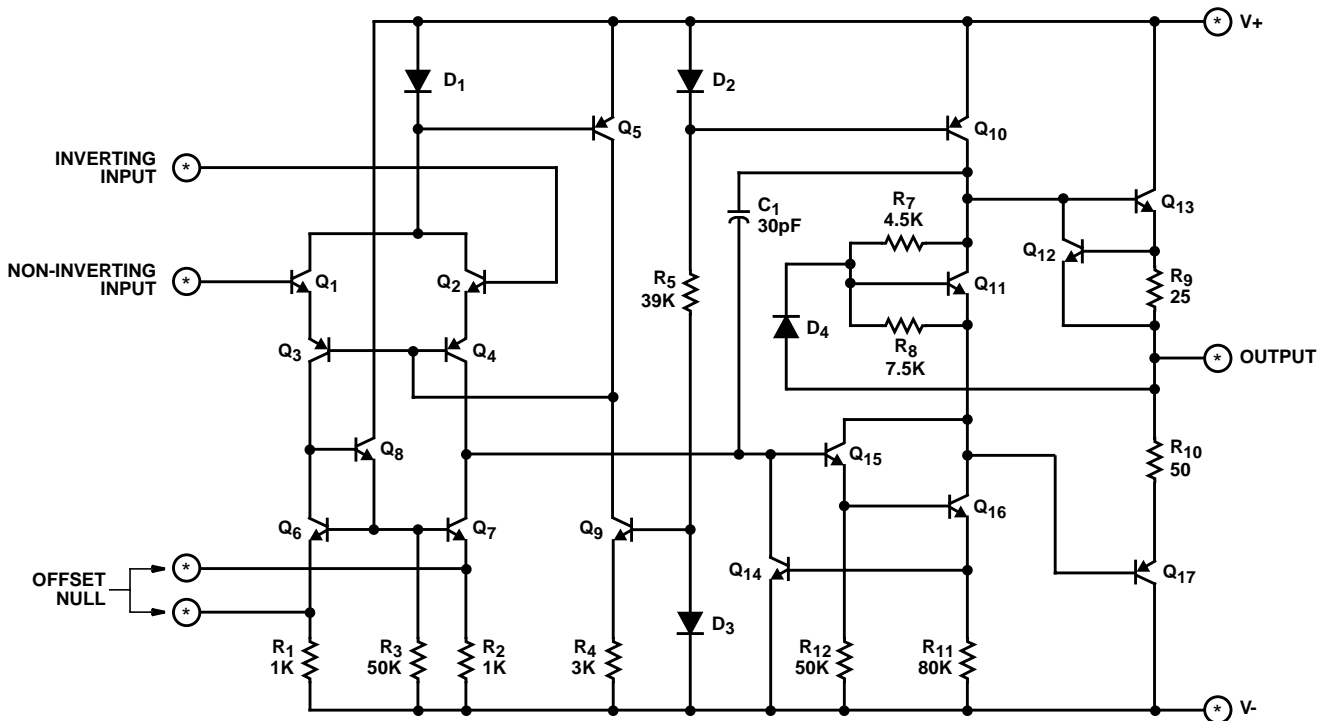 V+
D1
D2
Q5
Q10
INVERTING
INPUT
*
R7
4.5K
C1
30pF
Q13
Q12
NON-INVERTING
INPUT
*
Q1
Q2
R5
39K
Q11
R9
25
D4
Q3
Q4
R8
7.5K
*
OUTPUT
Q8
Q15
R10
50
Q6
Q7
Q9
Q16
OFFSET
NULL
*
*
Q14
Q17
D3
R1
1K
R3
50K
R2
1K
R4
3K
R12
50K
R11
80K
*
V-
*